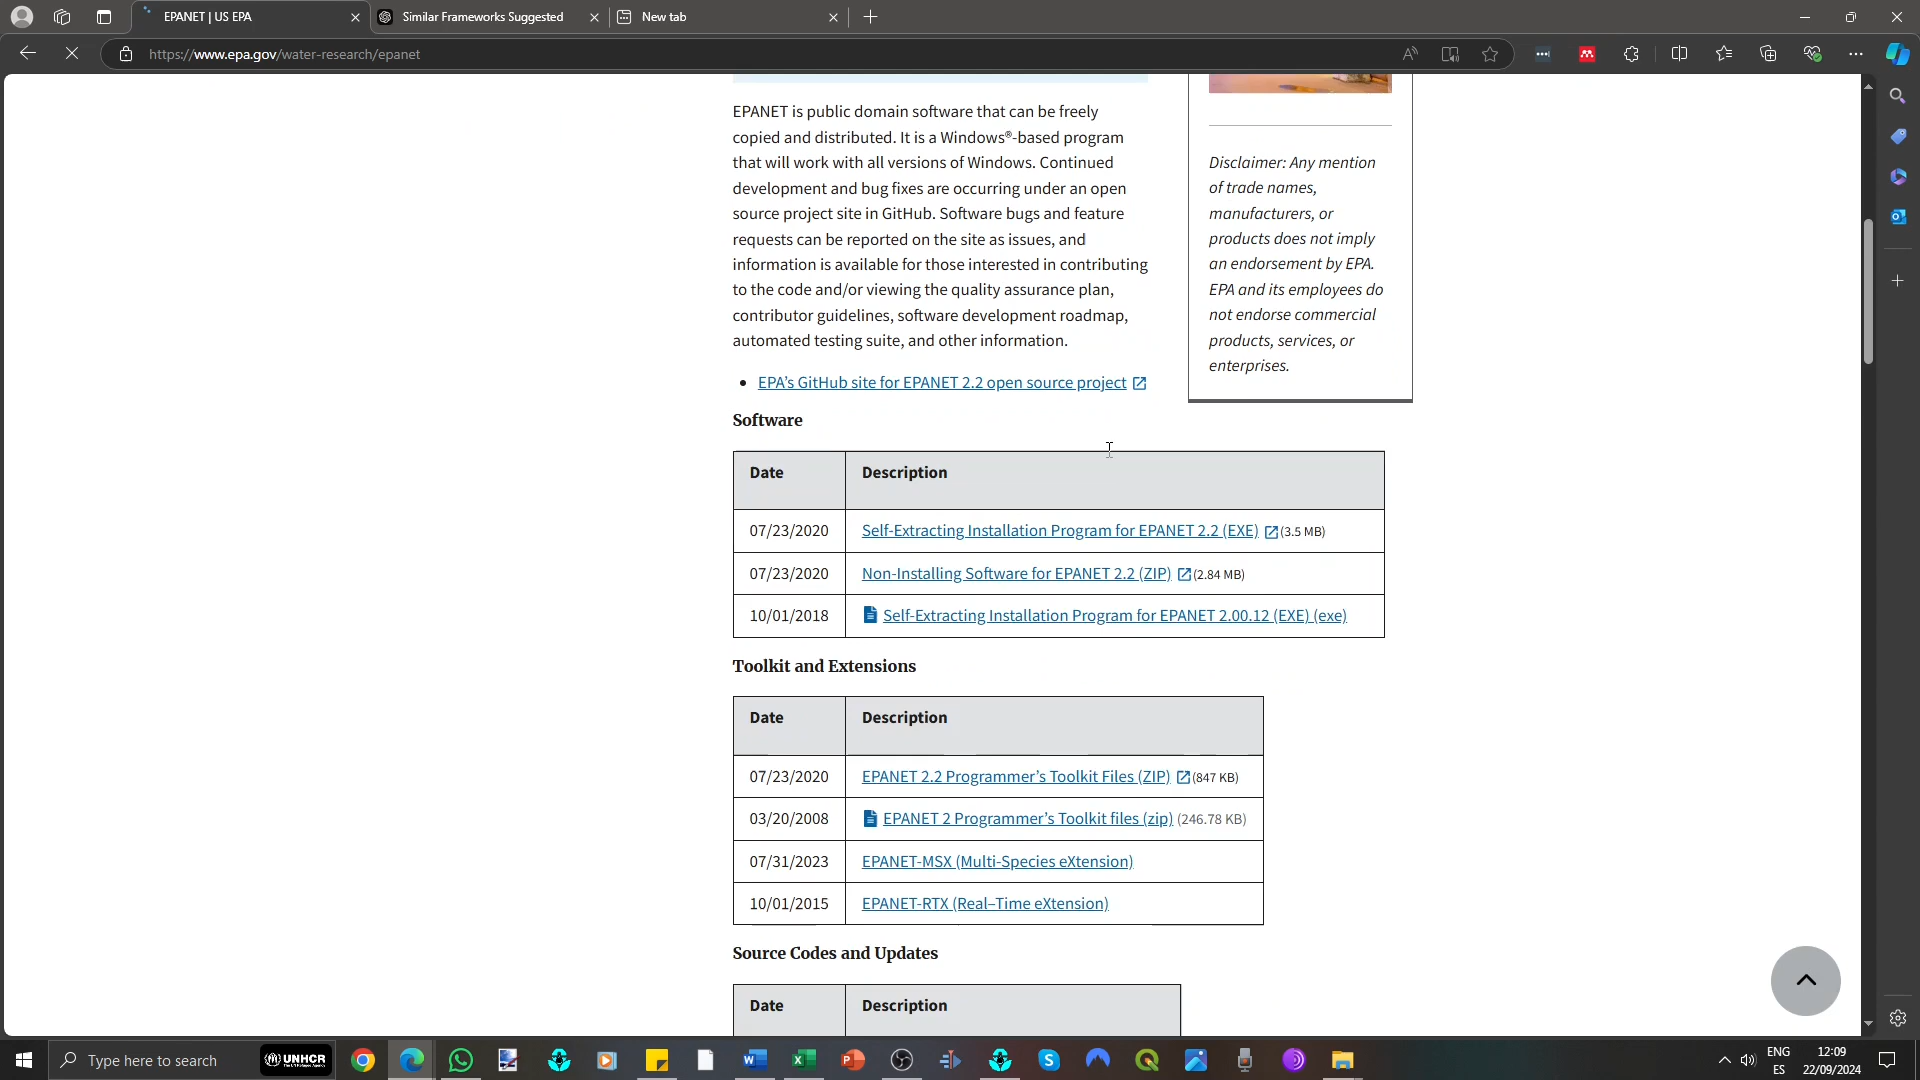 EPANET | US EPA
Similar Frameworks Suggested
New tab
https://www.epa.gov/water-research/epanet
EPANET is public domain software that can be freely
copied and distributed. It is a Windows®-based program
that will work with all versions of Windows. Continued
development and bug fixes are occurring under an open
source project site in GitHub. Software bugs and feature
requests can be reported on the site as issues, and
information is available for those interested in contributing
to the code and/or viewing the quality assurance plan,
contributor guidelines, software development roadmap,
automated testing suite, and other information.
EPA's GitHub site for EPANET 2.2 open source project
Disclaimer: Any mention
of trade names,
manufacturers, or
products does not imply
an endorsement by EPA.
EPA and its employees do
not endorse commercial
products, services, or
enterprises.
Software
Date Description
07/23/2020 Self-Extracting Installation Program for EPANET 2.2 (EXE) (3.5 MB)
07/23/2020 Non-Installing Software for EPANET 2.2 (ZIP) (2.84 MB)
10/01/2018 Self-Extracting Installation Program for EPANET 2.00.12 (EXE) (exe)
Toolkit and Extensions
Date Description
07/23/2020 EPANET 2.2 Programmer's Toolkit Files (ZIP) (847 KB)
03/20/2008 EPANET 2 Programmer's Toolkit files (zip) (246.78 KB)
07/31/2023 EPANET-MSX (Multi-Species eXtension)
10/01/2015 EPANET-RTX (Real–Time eXtension)
Source Codes and Updates
Date Description
Type here to search
UNHCR
ENG
ES
12:09
22/09/2024